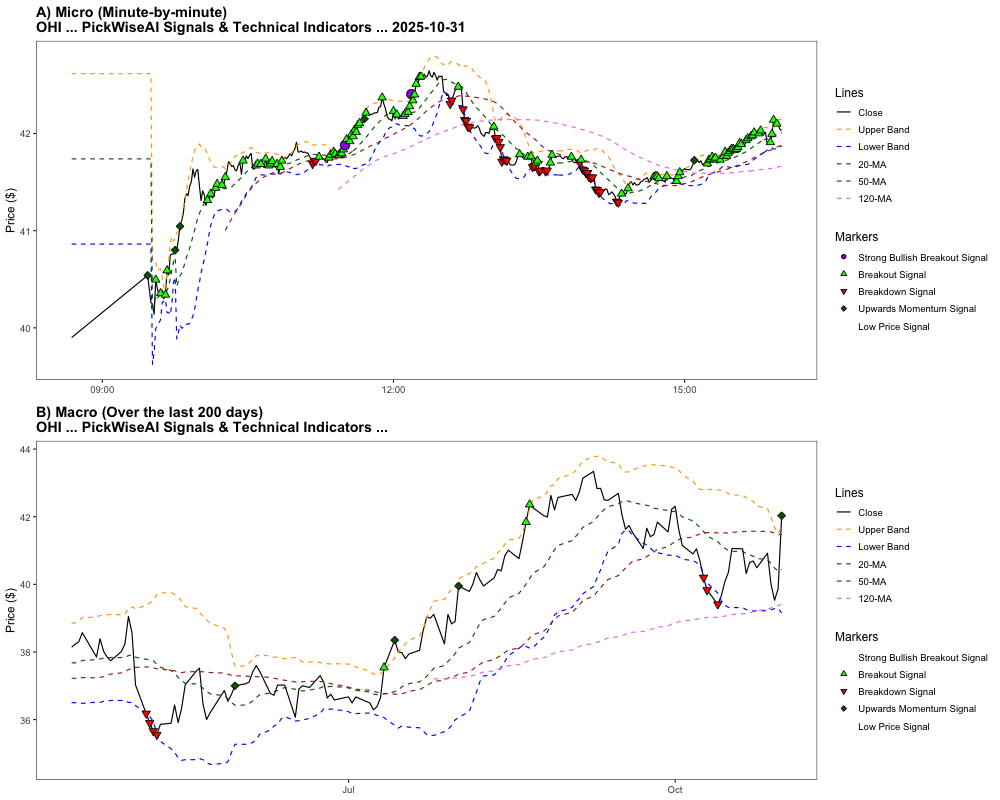 A) Micro (Minute-by-minute)
OHI ... PickWiseAI Signals & Technical Indicators ... 2025-10-31
Price ($)
42
41
40
09:00
12:00
15:00
Lines
Close
Upper Band
Lower Band
20-MA
50-MA
120-MA
Markers
Strong Bullish Breakout Signal
Breakout Signal
Breakdown Signal
Upwards Momentum Signal
Low Price Signal
B) Macro (Over the last 200 days)
OHI ... PickWiseAI Signals & Technical Indicators ...
Price ($)
44
42
40
38
36
Jul
Oct
Lines
Close
Upper Band
Lower Band
20-MA
50-MA
120-MA
Markers
Strong Bullish Breakout Signal
Breakout Signal
Breakdown Signal
Upwards Momentum Signal
Low Price Signal